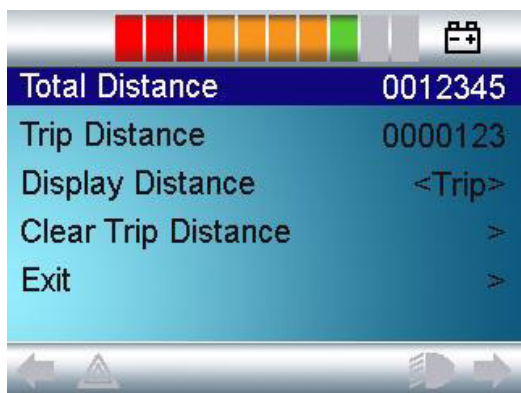 Total Distance 0012345
Trip Distance 0000123
Display Distance <Trip>
Clear Trip Distance >
Exit >